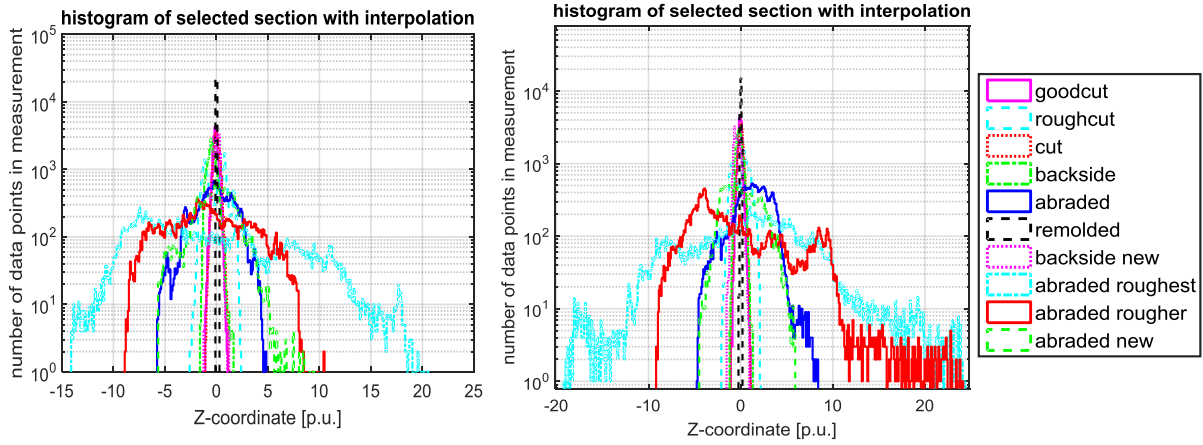 histogram of selected section with interpolation
number of data points in measurement
10^5
10^4
10^3
10^2
10^1
10^0
-15 -10 -5 0 5 10 15 20 25
Z-coordinate [p.u.]
histogram of selected section with interpolation
number of data points in measurement
10^4
10^3
10^2
10^1
10^0
-20 -10 0 10 20
Z-coordinate [p.u.]
goodcut
roughcut
cut
backside
abraded
remolded
backside new
abraded roughest
abraded rougher
abraded new